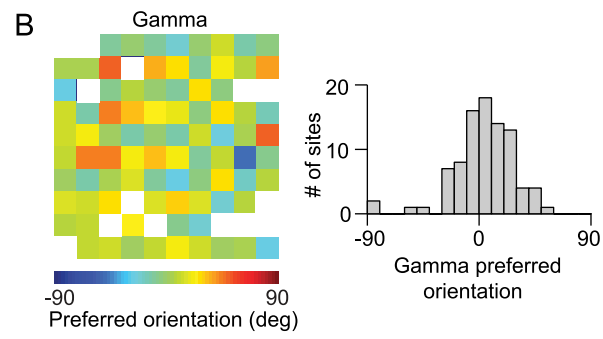 B
Gamma
-90
90
Preferred orientation (deg)
# of sites
20
10
0
-90
0
90
Gamma preferred
orientation